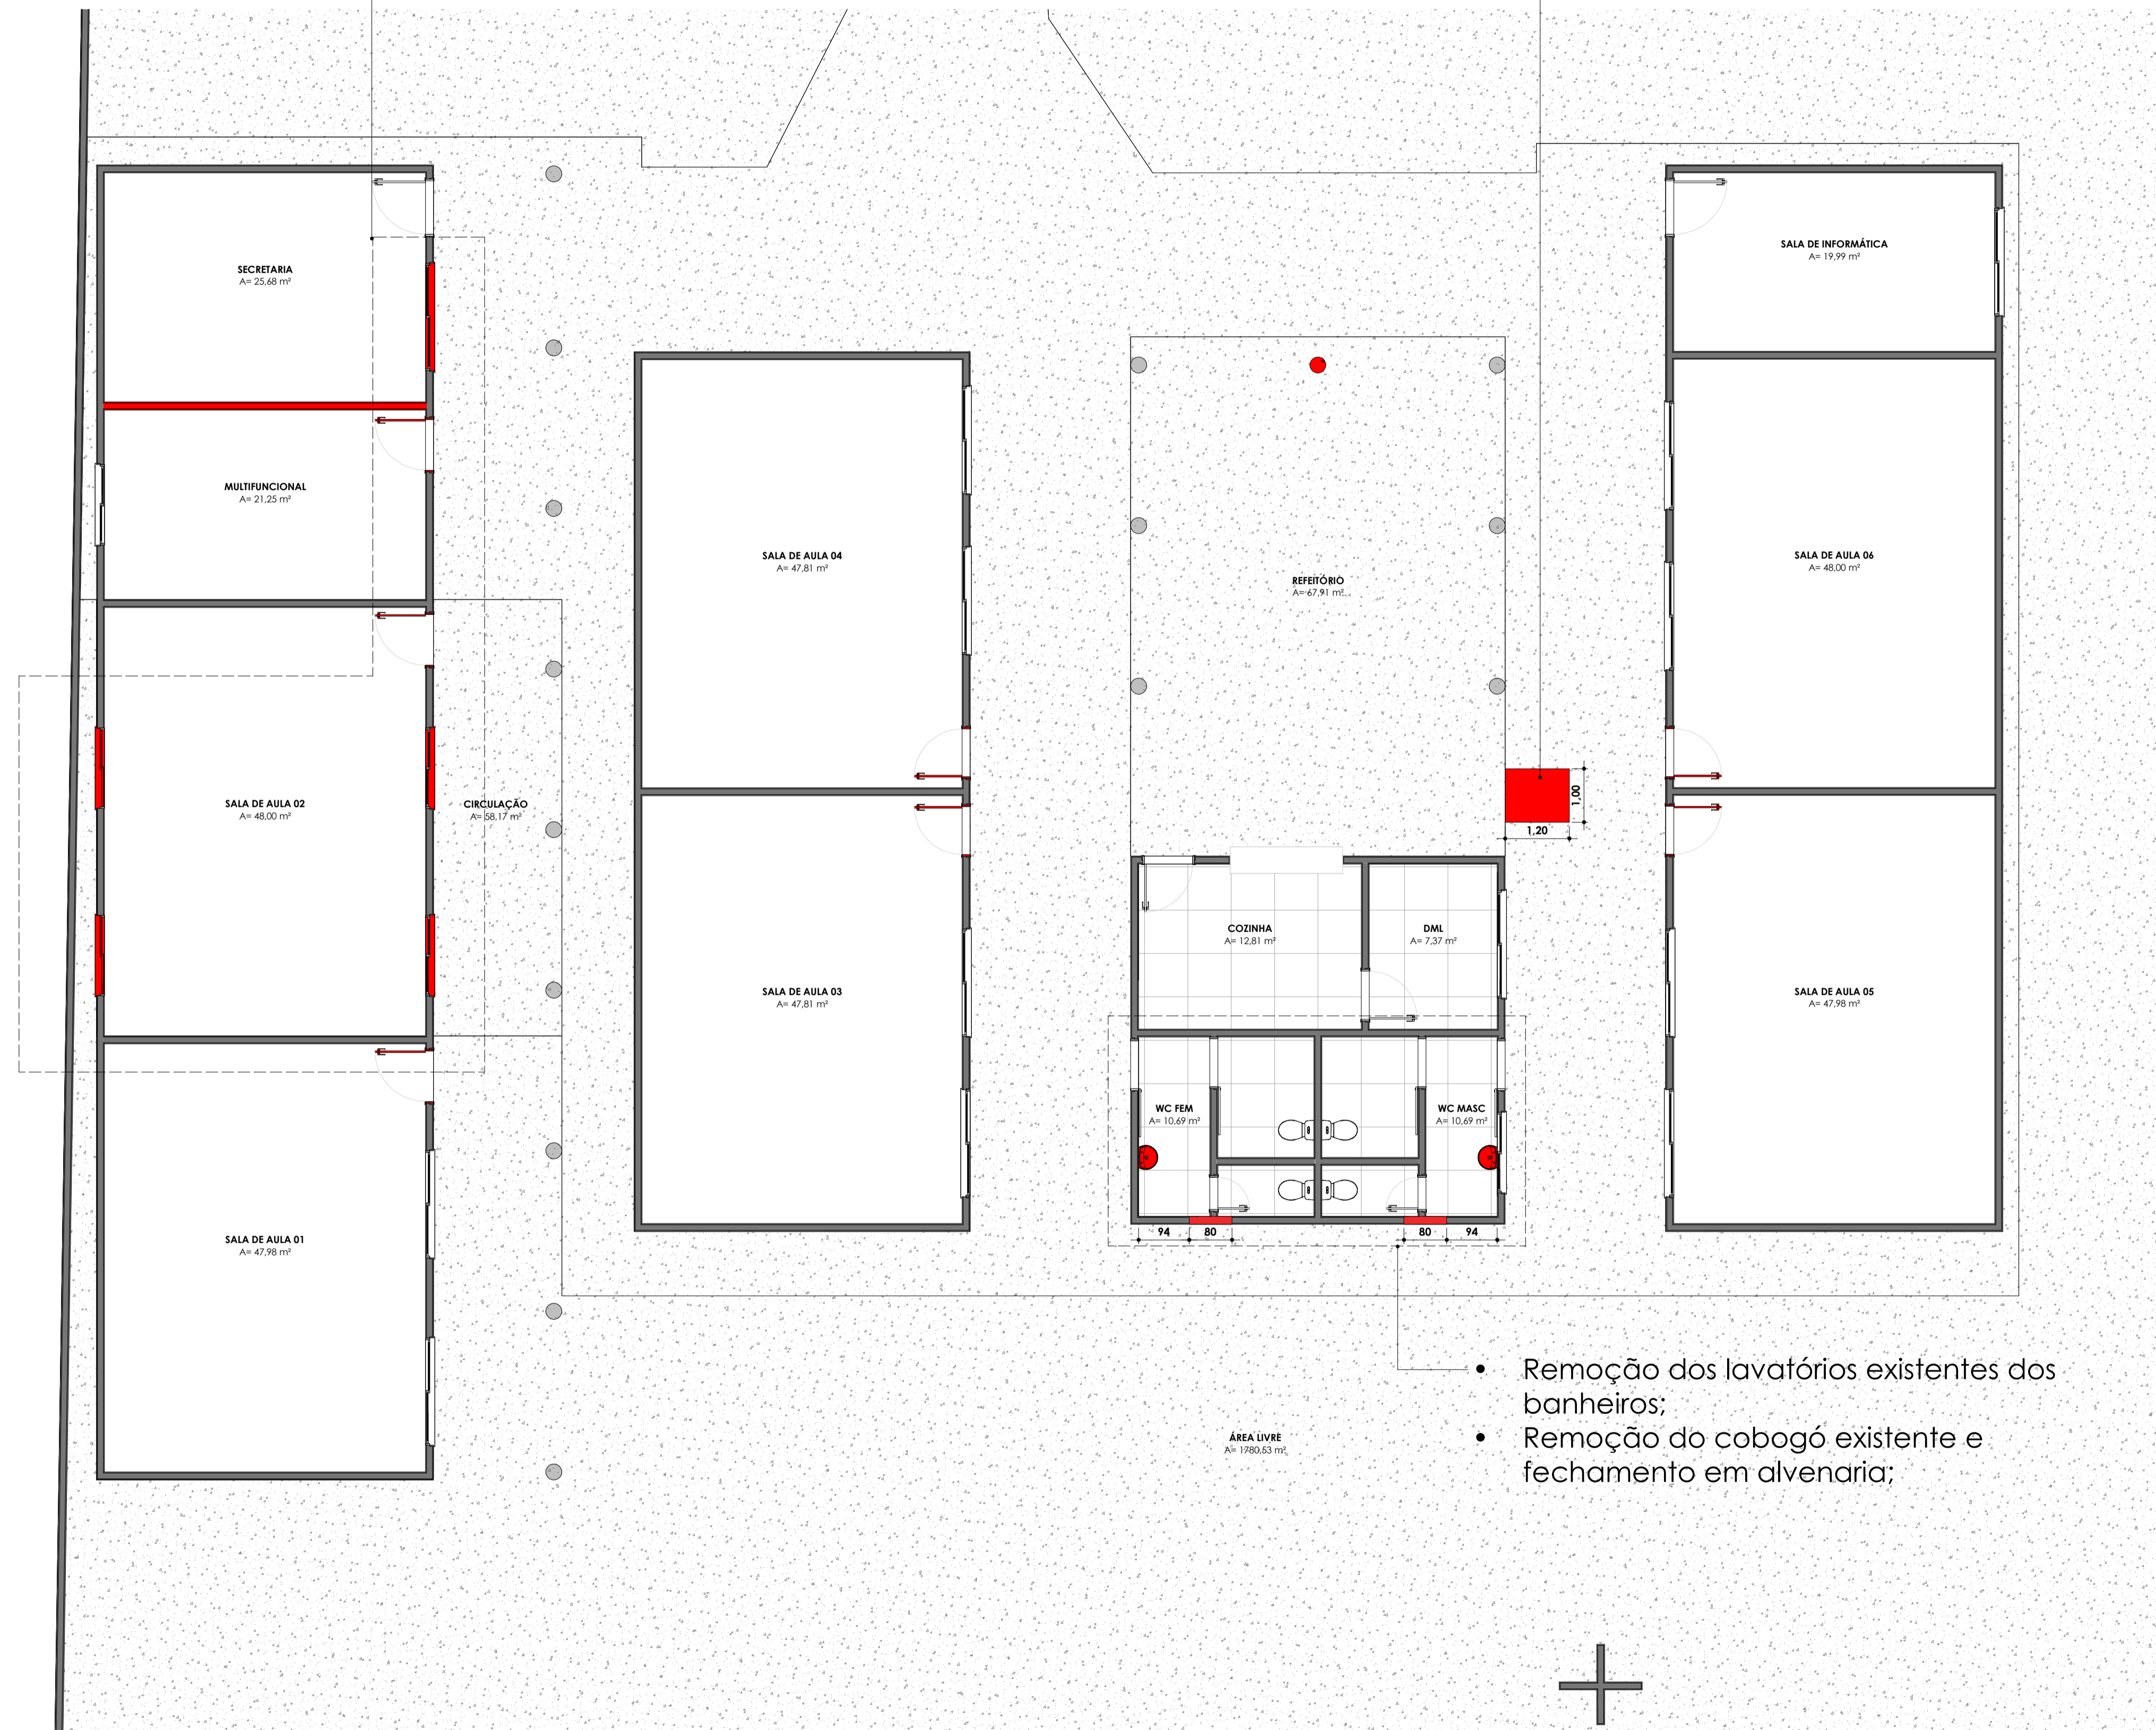 SECRETARIA
A= 25,68 m²
SALA DE INFORMÁTICA
A= 19,99 m²
MULTIFUNCIONAL
A= 21,25 m²
SALA DE AULA 04
A= 47,81 m²
REFEITÓRIO
A= 67,91 m²
SALA DE AULA 06
A= 48,00 m²
SALA DE AULA 02
A= 48,00 m²
CIRCULAÇÃO
A= 58,17 m²
1,00
1,20
COZINHA
A= 12,81 m²
DML
A= 7,37 m²
SALA DE AULA 03
A= 47,81 m²
SALA DE AULA 05
A= 47,98 m²
WC FEM
A= 10,69 m²
WC MASC
A= 10,69 m²
94 80 80 94
SALA DE AULA 01
A= 47,98 m²
• Remoção dos lavatórios existentes dos
banheiros;
• Remoção do cobogó existente e
fechamento em alvenaria;
ÁREA LIVRE
A= 1780,53 m²